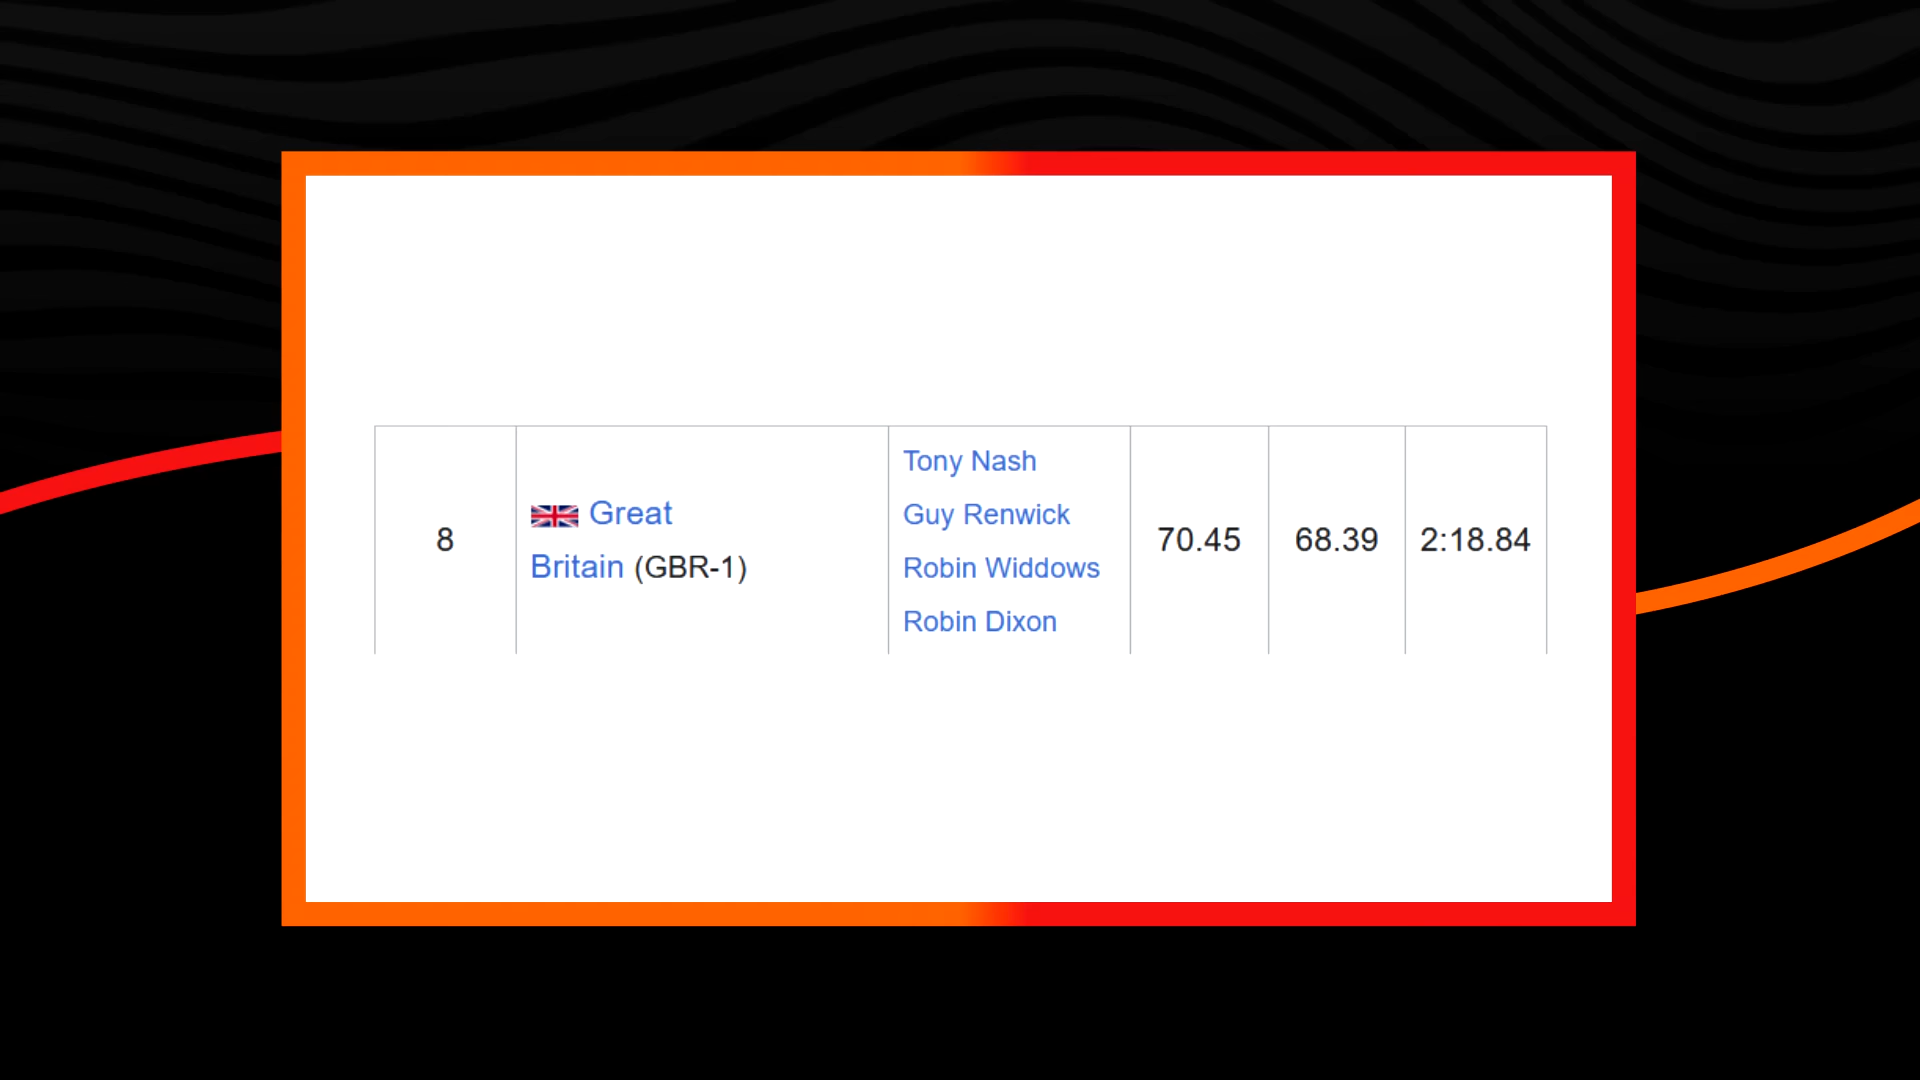 8
Great
Britain (GBR-1)
Tony Nash
Guy Renwick
Robin Widdows
Robin Dixon
70.45
68.39
2:18.84